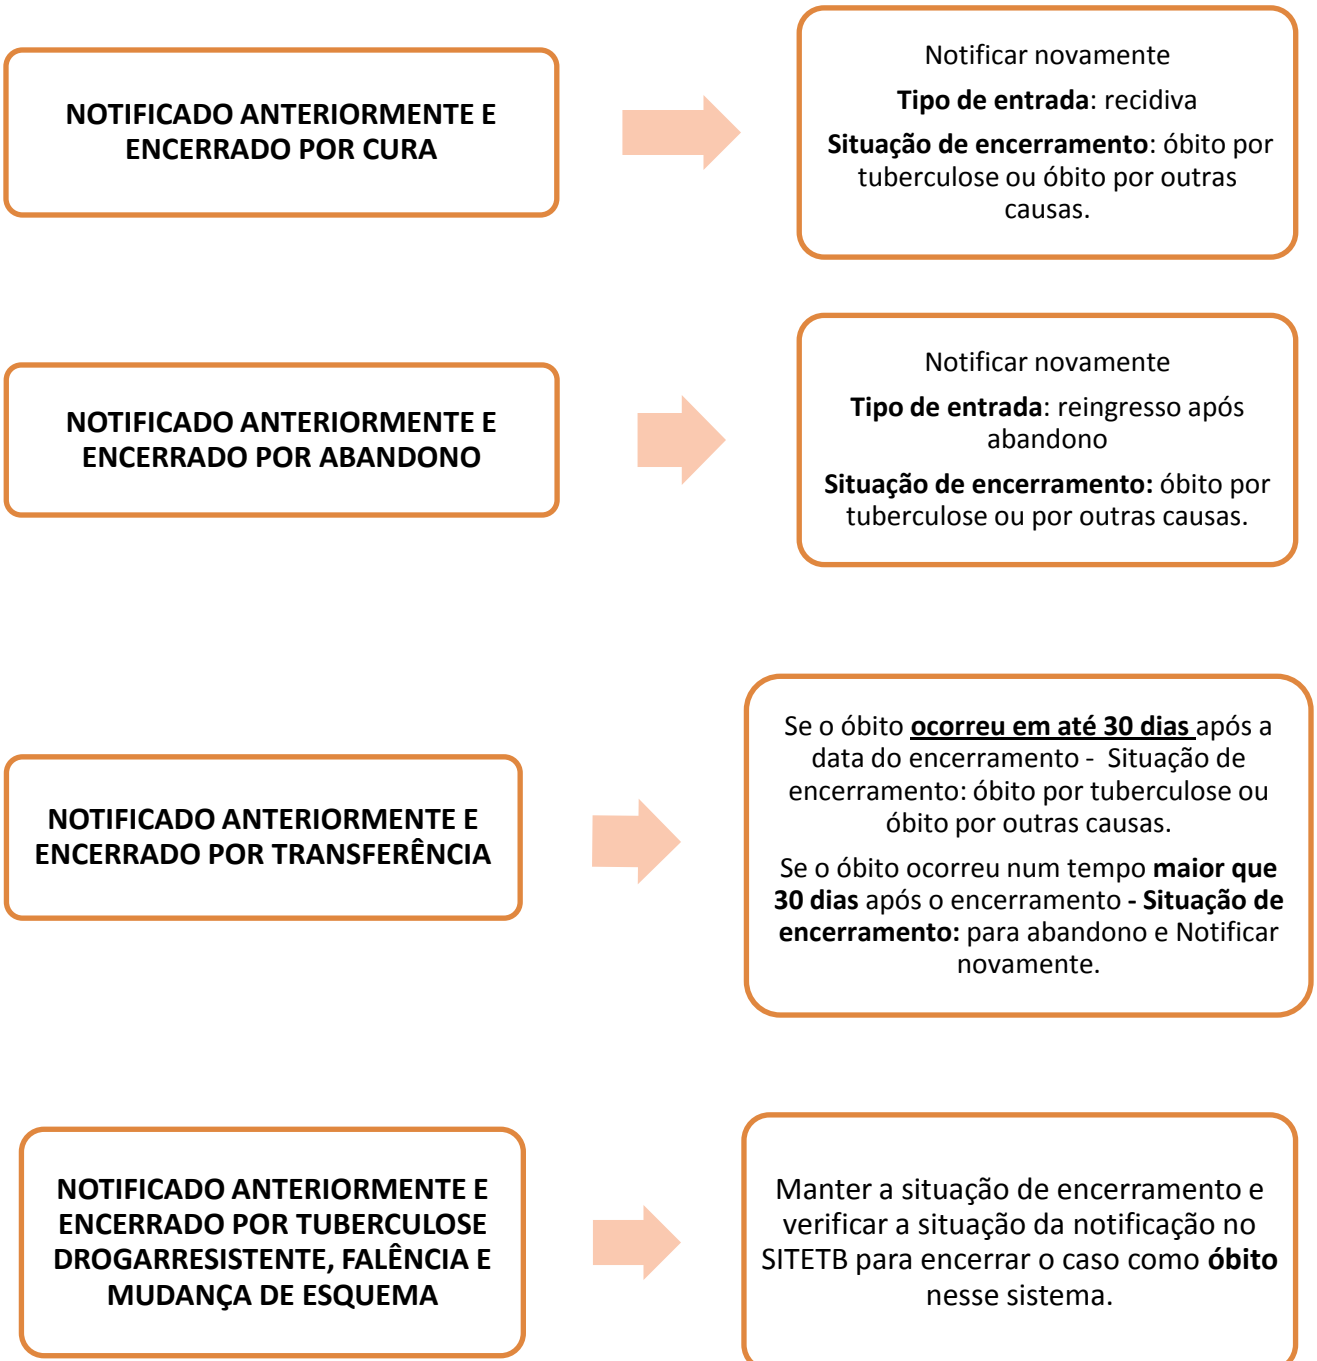 NOTIFICADO ANTERIORMENTE E
ENCERRADO POR CURA
Notificar novamente
Tipo de entrada: recidiva
Situação de encerramento: óbito por
tuberculose ou óbito por outras
causas.
NOTIFICADO ANTERIORMENTE E
ENCERRADO POR ABANDONO
Notificar novamente
Tipo de entrada: reingresso após
abandono
Situação de encerramento: óbito por
tuberculose ou por outras causas.
NOTIFICADO ANTERIORMENTE E
ENCERRADO POR TRANSFERÊNCIA
Se o óbito ocorreu em até 30 dias após a
data do encerramento - Situação de
encerramento: óbito por tuberculose ou
óbito por outras causas.
Se o óbito ocorreu num tempo maior que
30 dias após o encerramento - Situação de
encerramento: para abandono e Notificar
novamente.
NOTIFICADO ANTERIORMENTE E
ENCERRADO POR TUBERCULOSE
DROGARRESISTENTE, FALÊNCIA E
MUDANÇA DE ESQUEMA
Manter a situação de encerramento e
verificar a situação da notificação no
SITETB para encerrar o caso como óbito
nesse sistema.